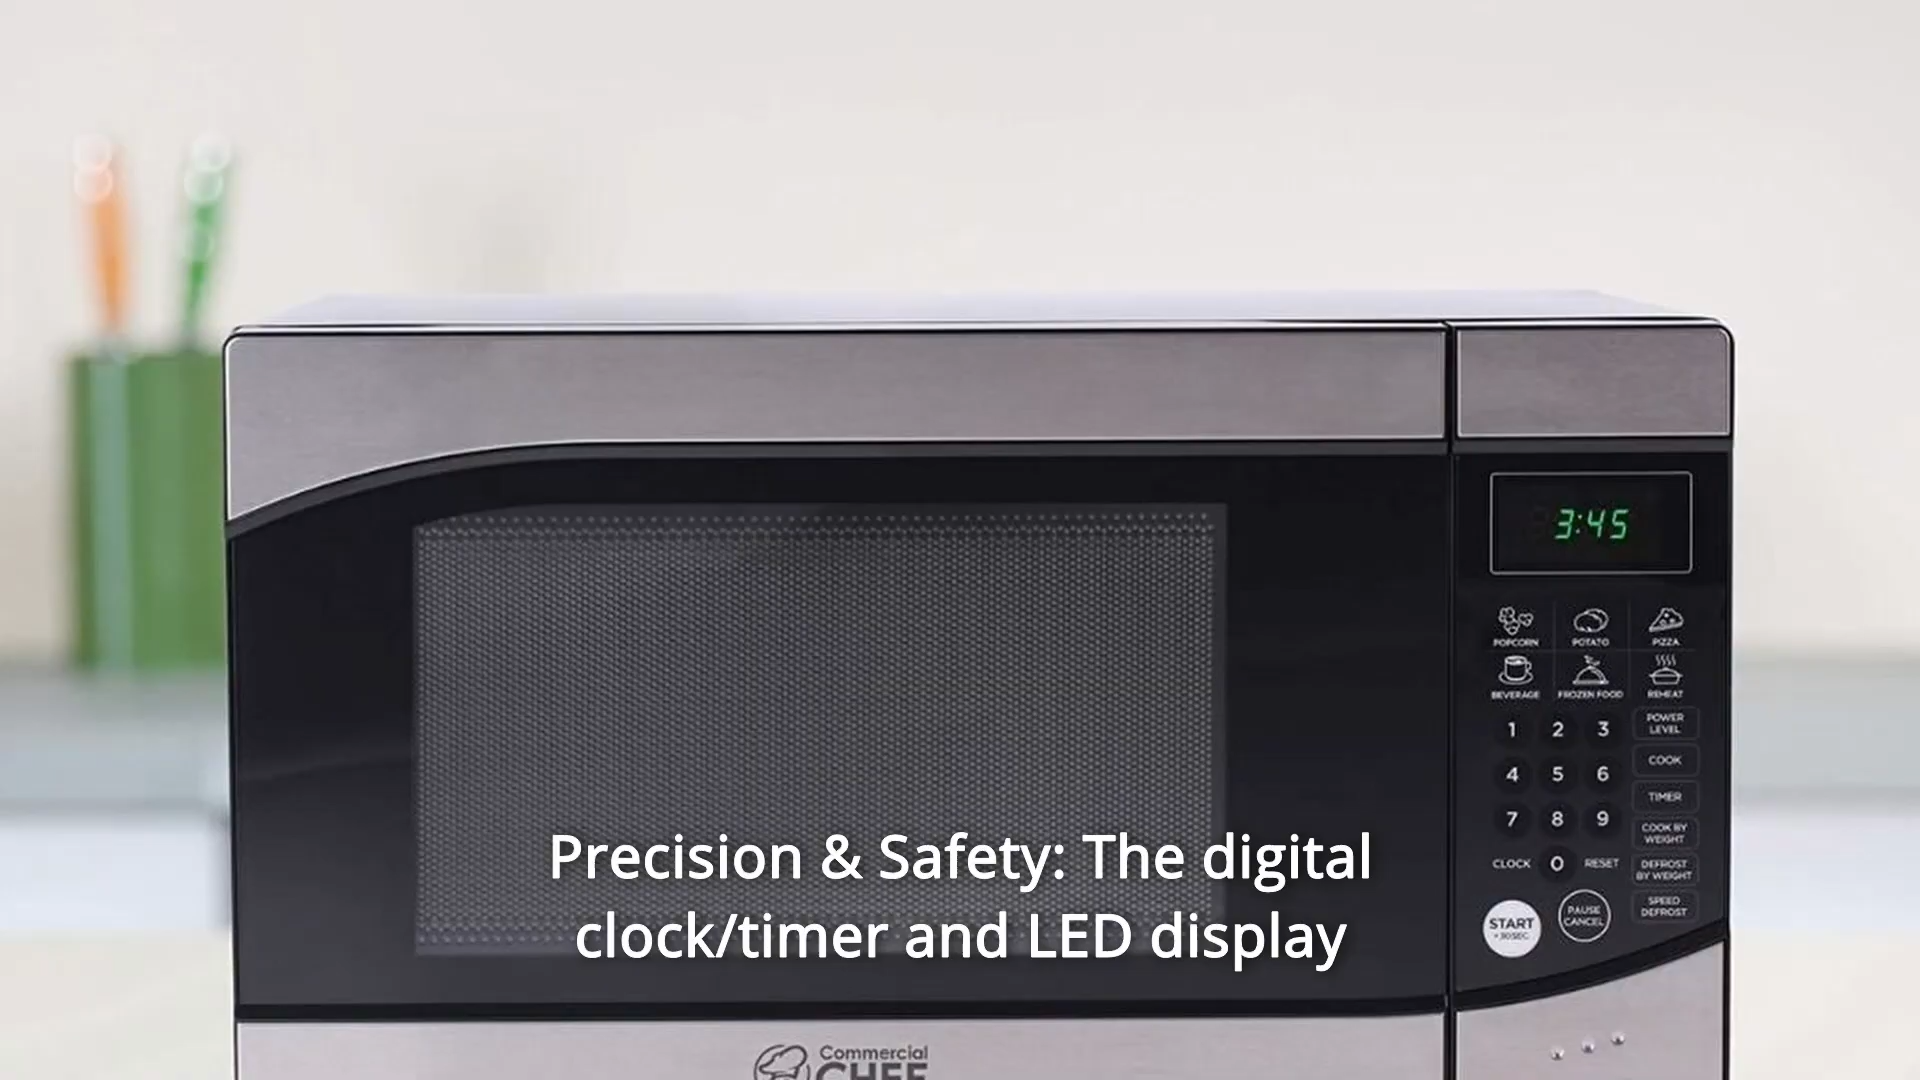 3:45
POPCORN POTATO PIZZA
BEVERAGE FROZEN FOOD REHEAT
1 2 3
POWER
LEVEL
4 5 6
COOK
TIMER
7 8 9
COOK BY
WEIGHT
CLOCK 0 RESET
DEFROST
BY WEIGHT
SPEED
DEFROST
START
+30SEC
PAUSE
CANCEL
Precision & Safety: The digital
clock/timer and LED display
Commercial
CHEF